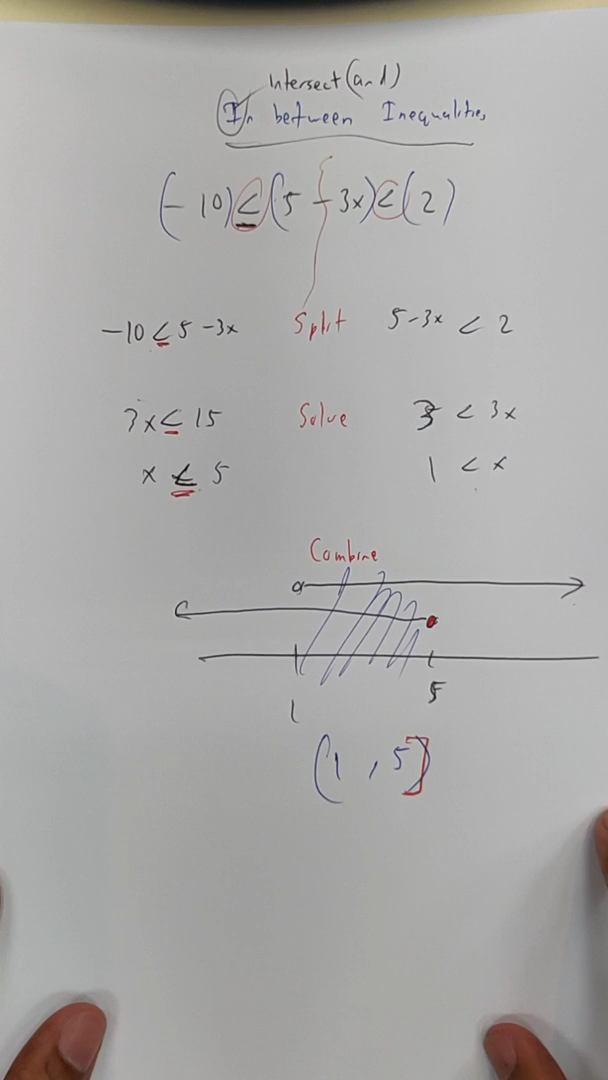 Intersect (and)
In between Inequalities
(-10) ≤ (5 - 3x) < (2)
-10 ≤ 5 - 3x Split 5 - 3x < 2
3x ≤ 15 Solve 3 < 3x
x ≤ 5 1 < x
Combine
1 5
(1, 5]